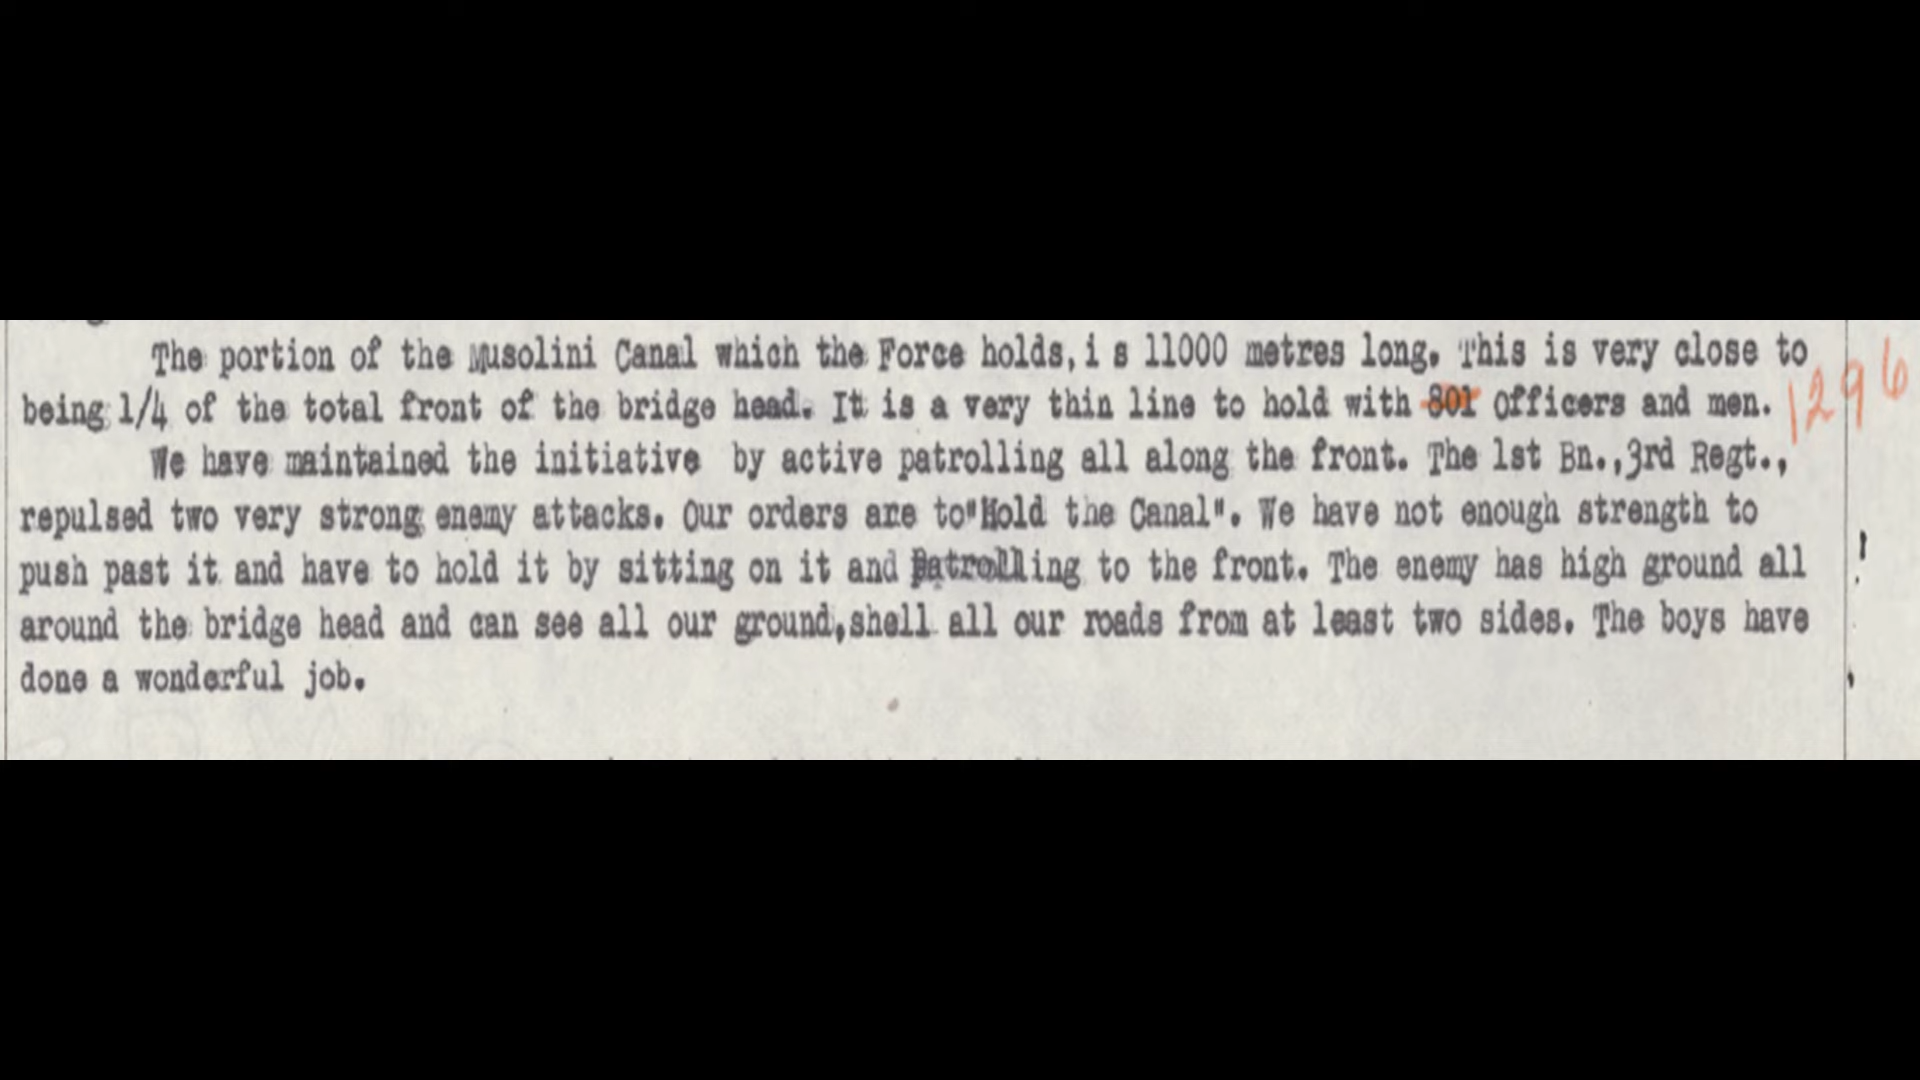 The portion of the Musolini Canal which the Force holds,i s 11000 metres long. This is very close to
being 1/4 of the total front of the bridge head. It is a very thin line to hold with 801 Officers and men. 1296
We have maintained the initiative by active patrolling all along the front. The 1st Bn.,3rd Regt.,
repulsed two very strong enemy attacks. Our orders are to"Hold the Canal". We have not enough strength to
push past it and have to hold it by sitting on it and Patrolling to the front. The enemy has high ground all
around the bridge head and can see all our ground,shell all our roads from at least two sides. The boys have
done a wonderful job.